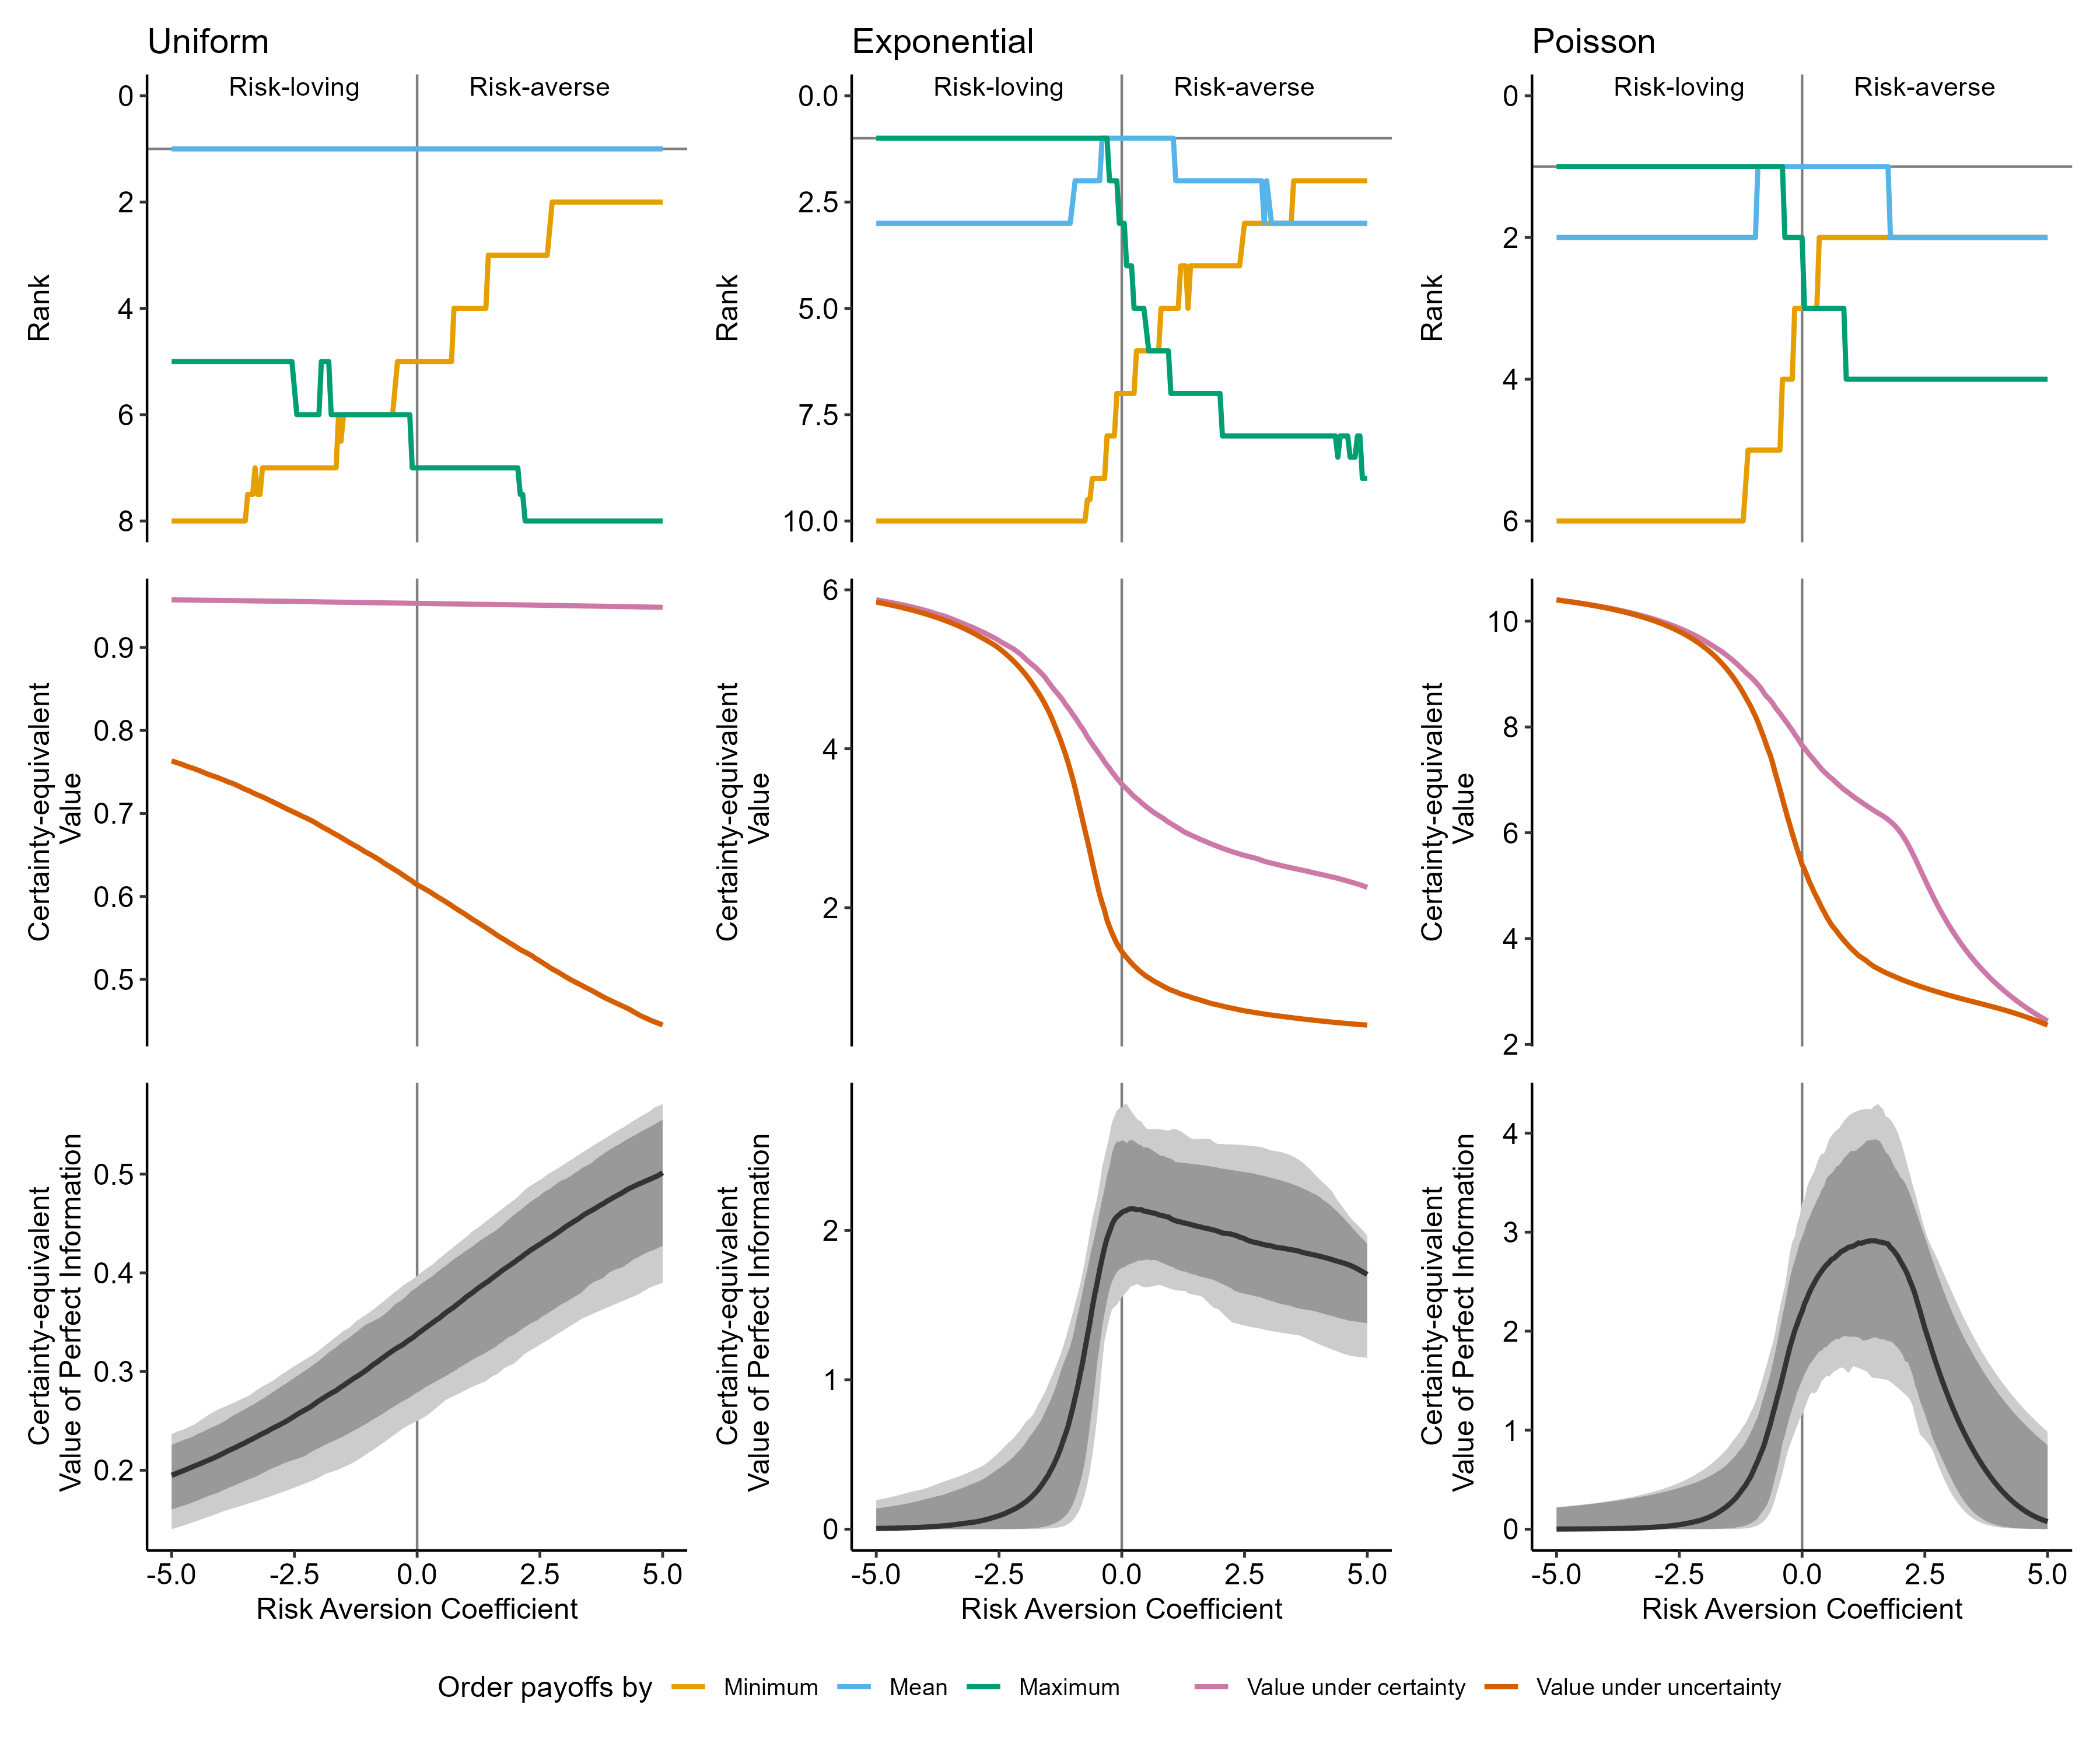 Uniform
Exponential
Poisson
Risk-loving
Risk-averse
Risk-loving
Risk-averse
Risk-loving
Risk-averse
Rank
0
2
4
6
8
Rank
0.0
2.5
5.0
7.5
10.0
Rank
0
2
4
6
Certainty-equivalent
Value
0.9
0.8
0.7
0.6
0.5
Certainty-equivalent
Value
6
4
2
Certainty-equivalent
Value
10
8
6
4
2
Certainty-equivalent
Value of Perfect Information
0.5
0.4
0.3
0.2
Certainty-equivalent
Value of Perfect Information
2
1
0
Certainty-equivalent
Value of Perfect Information
4
3
2
1
0
-5.0 -2.5 0.0 2.5 5.0
-5.0 -2.5 0.0 2.5 5.0
-5.0 -2.5 0.0 2.5 5.0
Risk Aversion Coefficient
Risk Aversion Coefficient
Risk Aversion Coefficient
Order payoffs by Minimum Mean Maximum Value under certainty Value under uncertainty